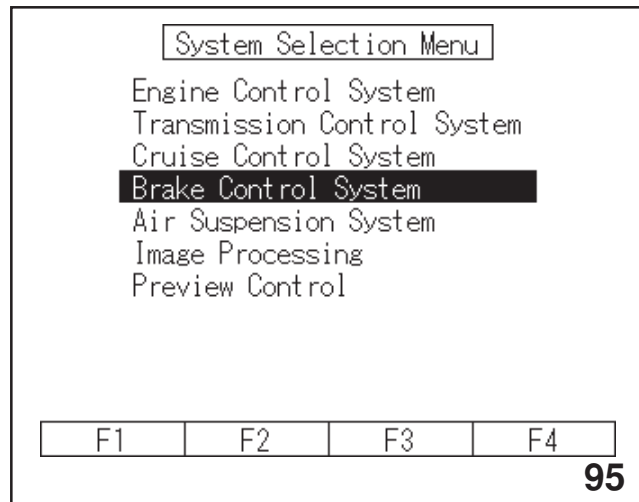 System Selection Menu
Engine Control System
Transmission Control System
Cruise Control System
Brake Control System
Air Suspension System
Image Processing
Preview Control
F1 F2 F3 F4
95